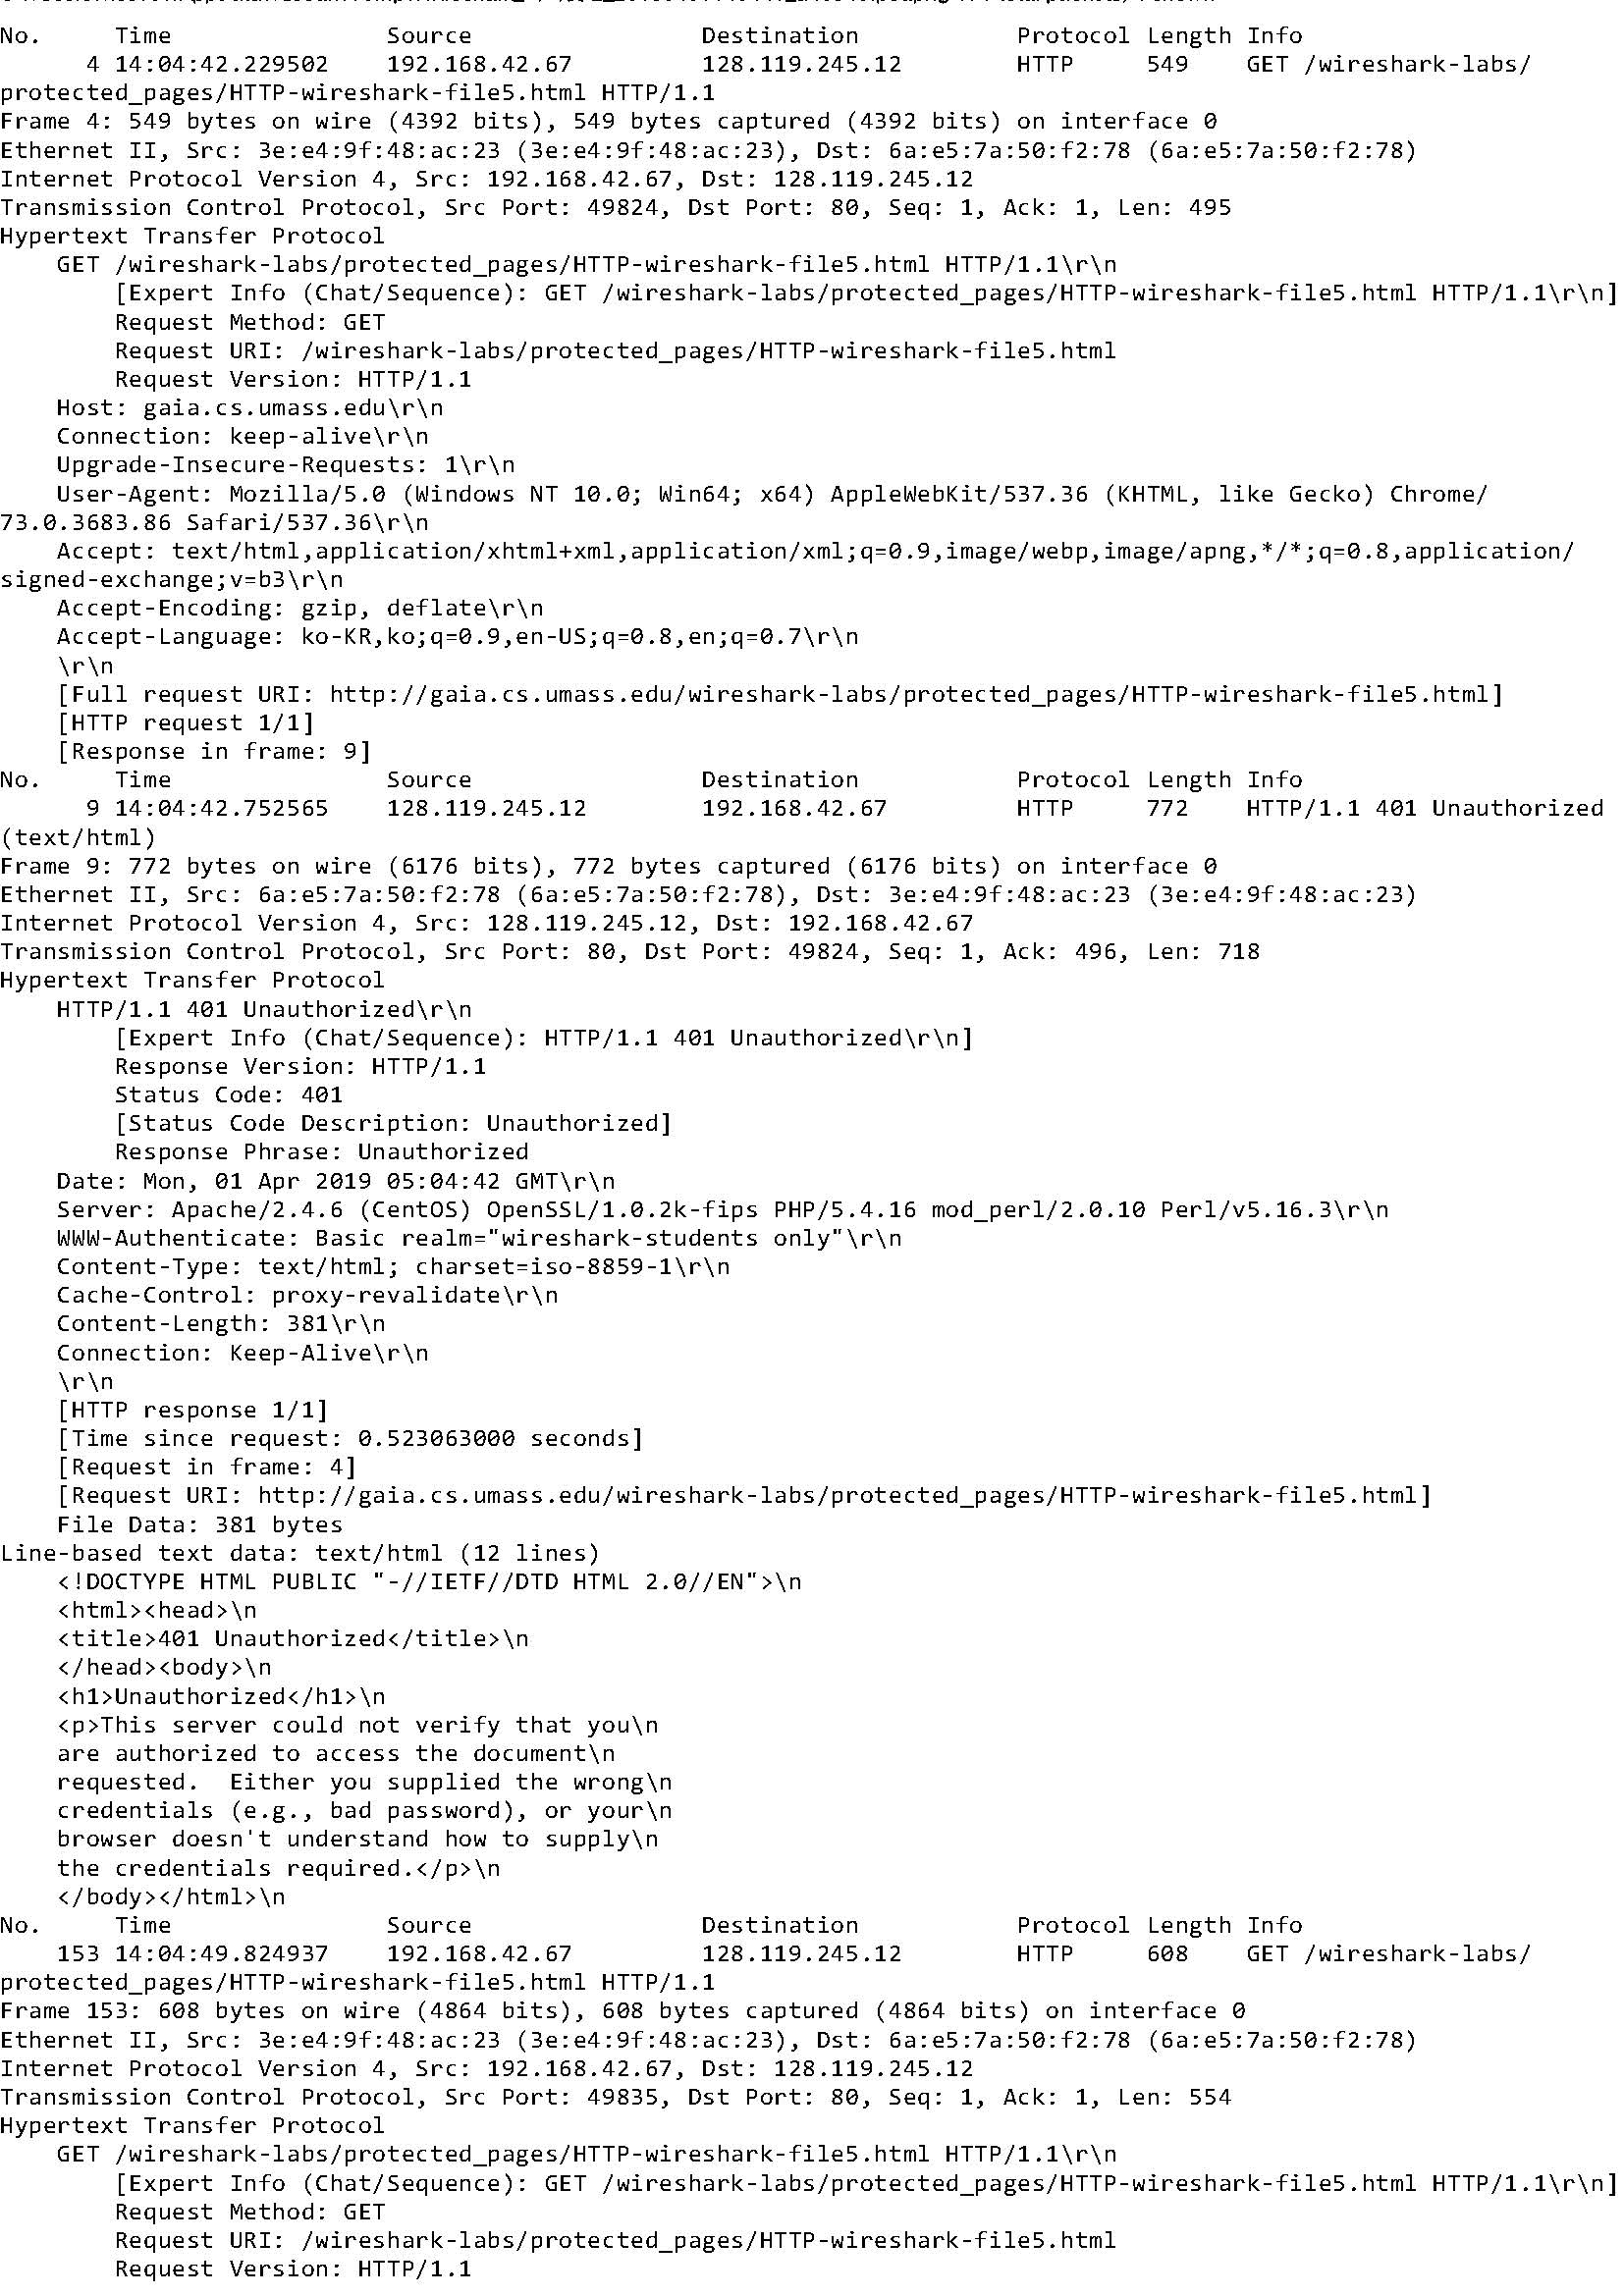 No.     Time               Source                Destination           Protocol Length Info
      4 14:04:42.229502    192.168.42.67         128.119.245.12        HTTP     549    GET /wireshark-labs/
protected_pages/HTTP-wireshark-file5.html HTTP/1.1
Frame 4: 549 bytes on wire (4392 bits), 549 bytes captured (4392 bits) on interface 0
Ethernet II, Src: 3e:e4:9f:48:ac:23 (3e:e4:9f:48:ac:23), Dst: 6a:e5:7a:50:f2:78 (6a:e5:7a:50:f2:78)
Internet Protocol Version 4, Src: 192.168.42.67, Dst: 128.119.245.12
Transmission Control Protocol, Src Port: 49824, Dst Port: 80, Seq: 1, Ack: 1, Len: 495
Hypertext Transfer Protocol
    GET /wireshark-labs/protected_pages/HTTP-wireshark-file5.html HTTP/1.1\r\n
        [Expert Info (Chat/Sequence): GET /wireshark-labs/protected_pages/HTTP-wireshark-file5.html HTTP/1.1\r\n]
        Request Method: GET
        Request URI: /wireshark-labs/protected_pages/HTTP-wireshark-file5.html
        Request Version: HTTP/1.1
    Host: gaia.cs.umass.edu\r\n
    Connection: keep-alive\r\n
    Upgrade-Insecure-Requests: 1\r\n
    User-Agent: Mozilla/5.0 (Windows NT 10.0; Win64; x64) AppleWebKit/537.36 (KHTML, like Gecko) Chrome/
73.0.3683.86 Safari/537.36\r\n
    Accept: text/html,application/xhtml+xml,application/xml;q=0.9,image/webp,image/apng,*/*;q=0.8,application/
signed-exchange;v=b3\r\n
    Accept-Encoding: gzip, deflate\r\n
    Accept-Language: ko-KR,ko;q=0.9,en-US;q=0.8,en;q=0.7\r\n
    \r\n
    [Full request URI: http://gaia.cs.umass.edu/wireshark-labs/protected_pages/HTTP-wireshark-file5.html]
    [HTTP request 1/1]
    [Response in frame: 9]
No.     Time               Source                Destination           Protocol Length Info
      9 14:04:42.752565    128.119.245.12        192.168.42.67         HTTP     772    HTTP/1.1 401 Unauthorized
(text/html)
Frame 9: 772 bytes on wire (6176 bits), 772 bytes captured (6176 bits) on interface 0
Ethernet II, Src: 6a:e5:7a:50:f2:78 (6a:e5:7a:50:f2:78), Dst: 3e:e4:9f:48:ac:23 (3e:e4:9f:48:ac:23)
Internet Protocol Version 4, Src: 128.119.245.12, Dst: 192.168.42.67
Transmission Control Protocol, Src Port: 80, Dst Port: 49824, Seq: 1, Ack: 496, Len: 718
Hypertext Transfer Protocol
    HTTP/1.1 401 Unauthorized\r\n
        [Expert Info (Chat/Sequence): HTTP/1.1 401 Unauthorized\r\n]
        Response Version: HTTP/1.1
        Status Code: 401
        [Status Code Description: Unauthorized]
        Response Phrase: Unauthorized
    Date: Mon, 01 Apr 2019 05:04:42 GMT\r\n
    Server: Apache/2.4.6 (CentOS) OpenSSL/1.0.2k-fips PHP/5.4.16 mod_perl/2.0.10 Perl/v5.16.3\r\n
    WWW-Authenticate: Basic realm="wireshark-students only"\r\n
    Content-Type: text/html; charset=iso-8859-1\r\n
    Cache-Control: proxy-revalidate\r\n
    Content-Length: 381\r\n
    Connection: Keep-Alive\r\n
    \r\n
    [HTTP response 1/1]
    [Time since request: 0.523063000 seconds]
    [Request in frame: 4]
    [Request URI: http://gaia.cs.umass.edu/wireshark-labs/protected_pages/HTTP-wireshark-file5.html]
    File Data: 381 bytes
Line-based text data: text/html (12 lines)
    <!DOCTYPE HTML PUBLIC "-//IETF//DTD HTML 2.0//EN">\n
    <html><head>\n
    <title>401 Unauthorized</title>\n
    </head><body>\n
    <h1>Unauthorized</h1>\n
    <p>This server could not verify that you\n
    are authorized to access the document\n
    requested.  Either you supplied the wrong\n
    credentials (e.g., bad password), or your\n
    browser doesn't understand how to supply\n
    the credentials required.</p>\n
    </body></html>\n
No.     Time               Source                Destination           Protocol Length Info
    153 14:04:49.824937    192.168.42.67         128.119.245.12        HTTP     608    GET /wireshark-labs/
protected_pages/HTTP-wireshark-file5.html HTTP/1.1
Frame 153: 608 bytes on wire (4864 bits), 608 bytes captured (4864 bits) on interface 0
Ethernet II, Src: 3e:e4:9f:48:ac:23 (3e:e4:9f:48:ac:23), Dst: 6a:e5:7a:50:f2:78 (6a:e5:7a:50:f2:78)
Internet Protocol Version 4, Src: 192.168.42.67, Dst: 128.119.245.12
Transmission Control Protocol, Src Port: 49835, Dst Port: 80, Seq: 1, Ack: 1, Len: 554
Hypertext Transfer Protocol
    GET /wireshark-labs/protected_pages/HTTP-wireshark-file5.html HTTP/1.1\r\n
        [Expert Info (Chat/Sequence): GET /wireshark-labs/protected_pages/HTTP-wireshark-file5.html HTTP/1.1\r\n]
        Request Method: GET
        Request URI: /wireshark-labs/protected_pages/HTTP-wireshark-file5.html
        Request Version: HTTP/1.1